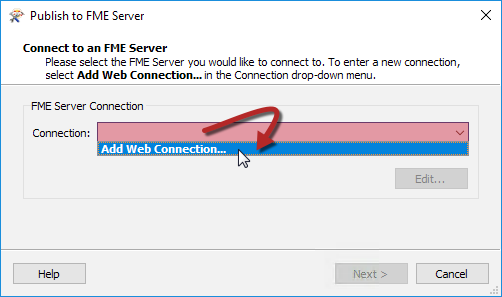 Publish to FME Server
Connect to an FME Server
Please select the FME Server you would like to connect to. To enter a new connection,
select Add Web Connection... in the Connection drop-down menu.
FME Server Connection
Connection:
Add Web Connection...
Edit...
Help
Next >
Cancel